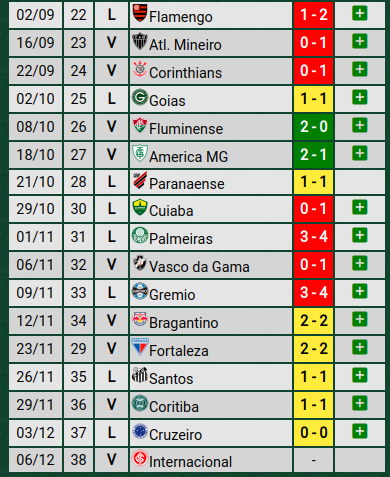 02/09 22 L Flamengo 1 - 2
16/09 23 V Atl. Mineiro 0 - 1
22/09 24 V Corinthians 0 - 1
02/10 25 L Goias 1 - 1
08/10 26 V Fluminense 2 - 0
18/10 27 V America MG 2 - 1
21/10 28 L Paranaense 1 - 1
29/10 30 L Cuiaba 0 - 1
01/11 31 L Palmeiras 3 - 4
06/11 32 V Vasco da Gama 0 - 1
09/11 33 L Gremio 3 - 4
12/11 34 V Bragantino 2 - 2
23/11 29 V Fortaleza 2 - 2
26/11 35 L Santos 1 - 1
29/11 36 V Coritiba 1 - 1
03/12 37 L Cruzeiro 0 - 0
06/12 38 V Internacional -